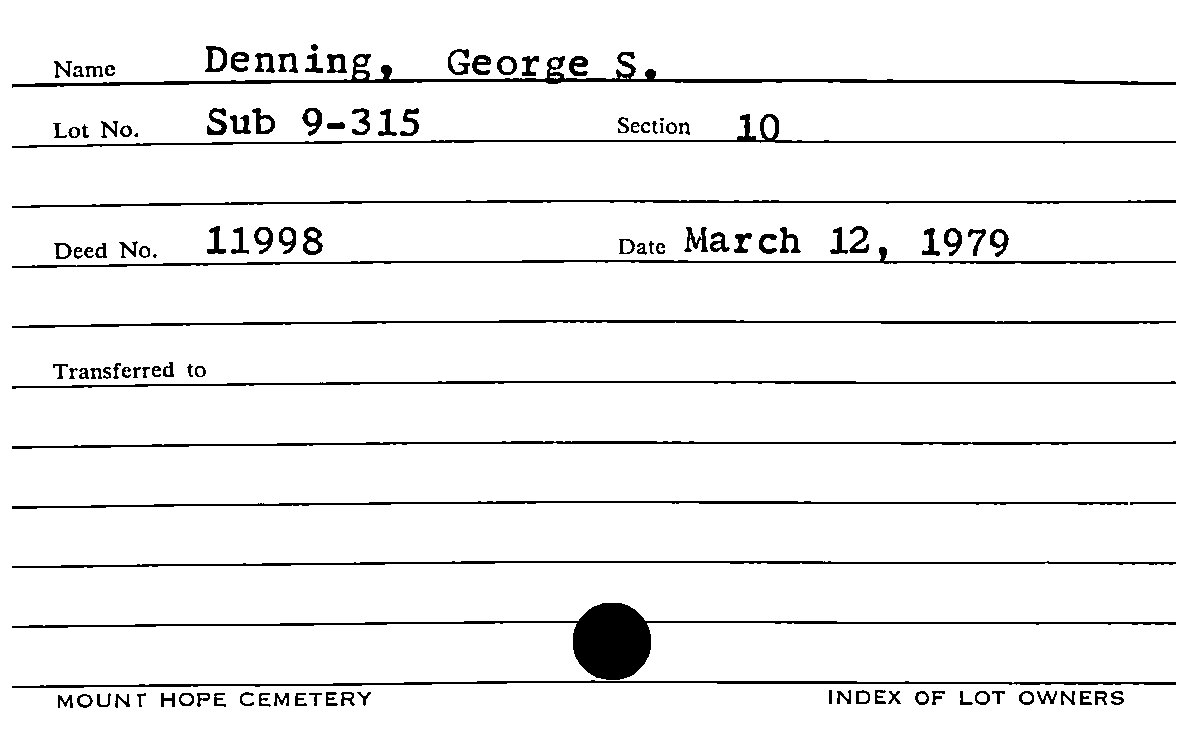 Name Denning, George S.
Lot No. Sub 9-315 Section 10
Deed No. 11998 Date March 12, 1979
Transferred to
MOUNT HOPE CEMETERY INDEX OF LOT OWNERS